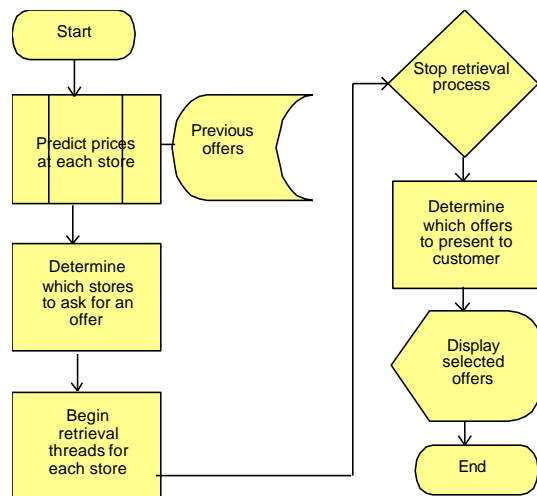 Start
Predict prices
at each store
Previous
offers
Determine
which stores
to ask for an
offer
Begin
retrieval
threads for
each store
Stop retrieval
process
Determine
which offers
to present to
customer
Display
selected
offers
End